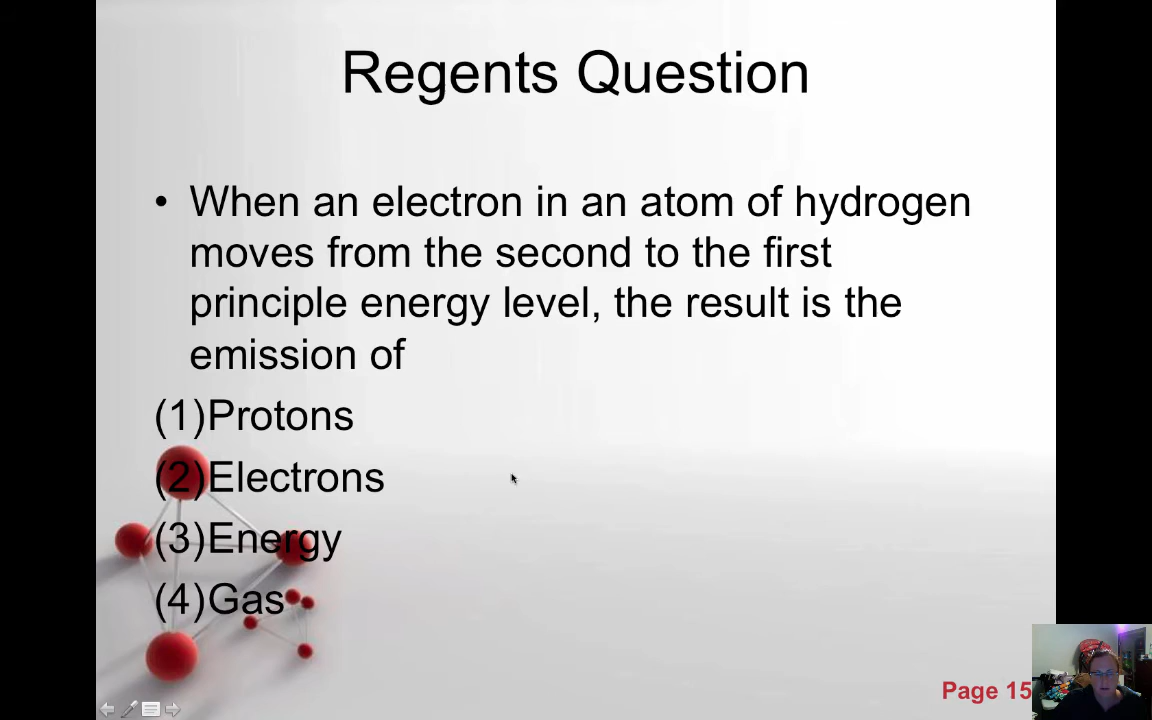 Regents Question
• When an electron in an atom of hydrogen
moves from the second to the first
principle energy level, the result is the
emission of
(1)Protons
(2)Electrons
(3)Energy
(4)Gas
Page 15